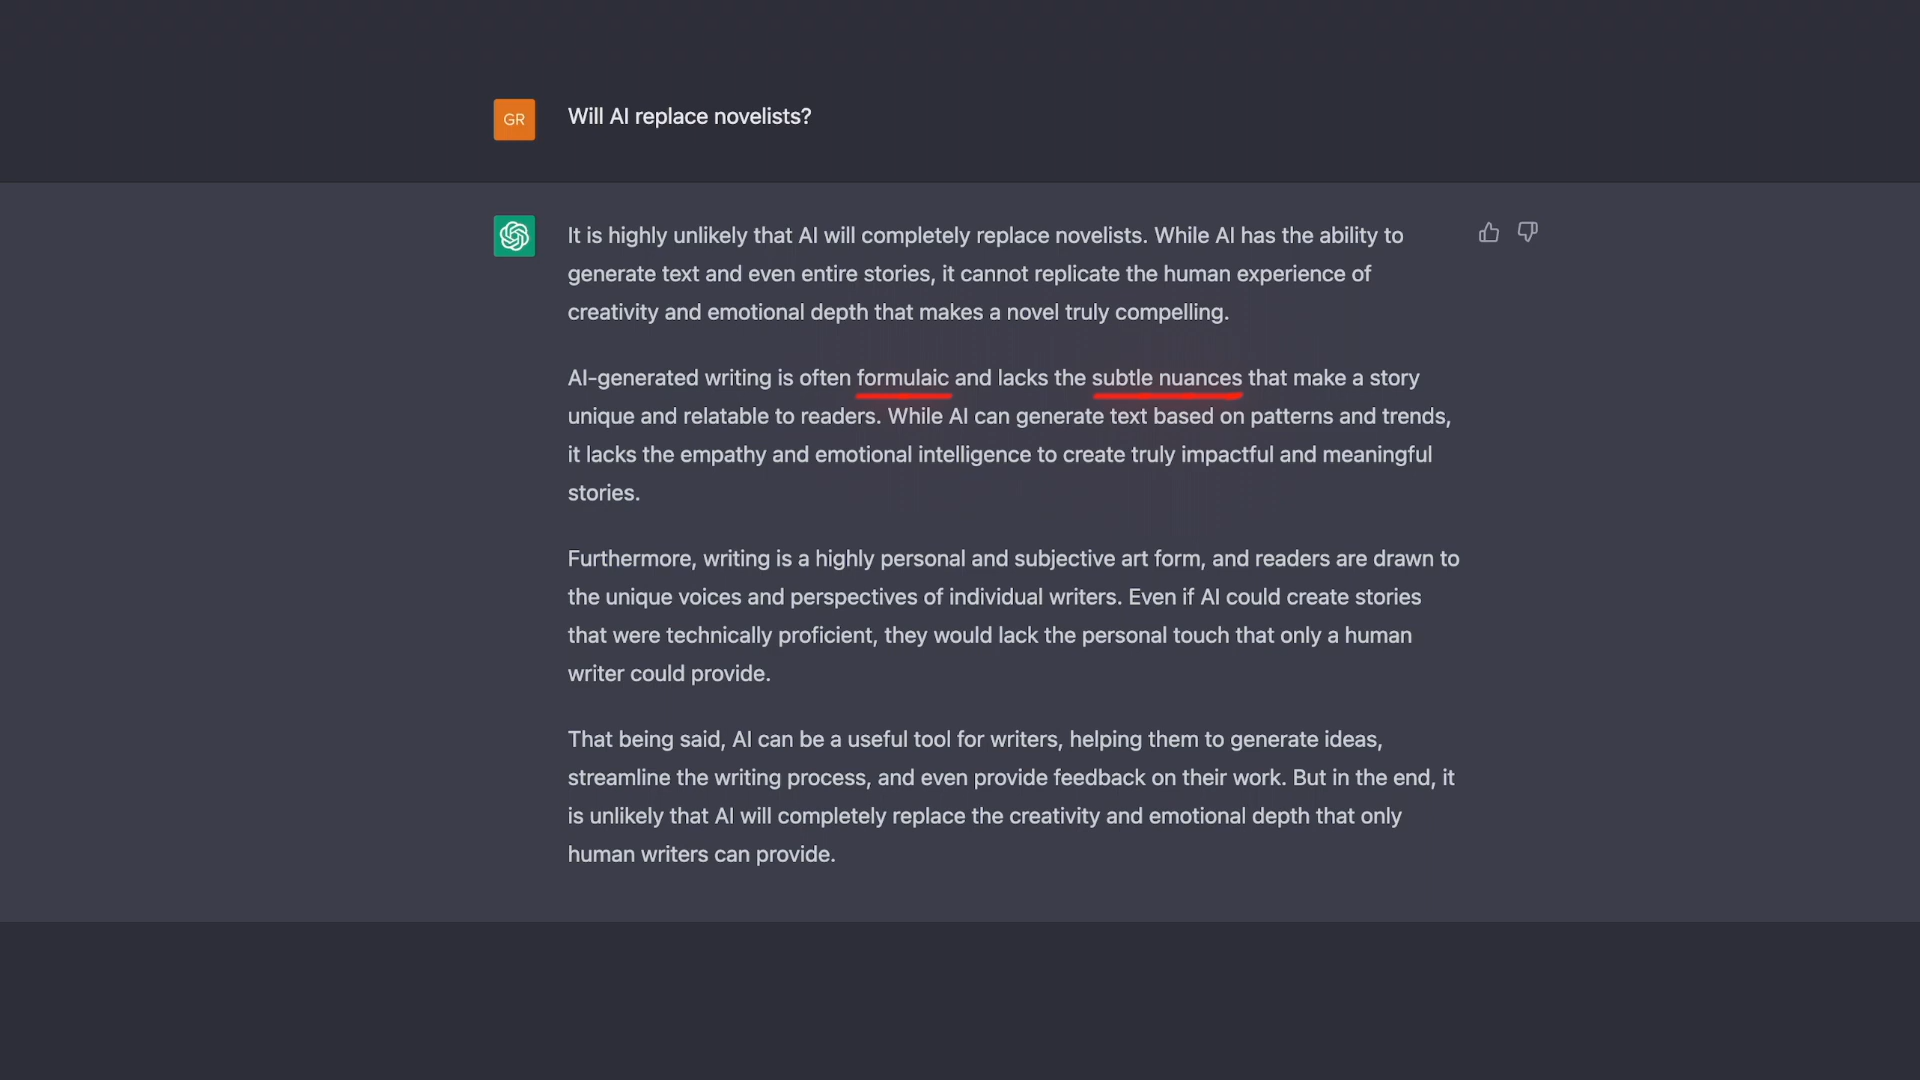 GR
Will AI replace novelists?
It is highly unlikely that AI will completely replace novelists. While AI has the ability to
generate text and even entire stories, it cannot replicate the human experience of
creativity and emotional depth that makes a novel truly compelling.
AI-generated writing is often formulaic and lacks the subtle nuances that make a story
unique and relatable to readers. While AI can generate text based on patterns and trends,
it lacks the empathy and emotional intelligence to create truly impactful and meaningful
stories.
Furthermore, writing is a highly personal and subjective art form, and readers are drawn to
the unique voices and perspectives of individual writers. Even if AI could create stories
that were technically proficient, they would lack the personal touch that only a human
writer could provide.
That being said, AI can be a useful tool for writers, helping them to generate ideas,
streamline the writing process, and even provide feedback on their work. But in the end, it
is unlikely that AI will completely replace the creativity and emotional depth that only
human writers can provide.